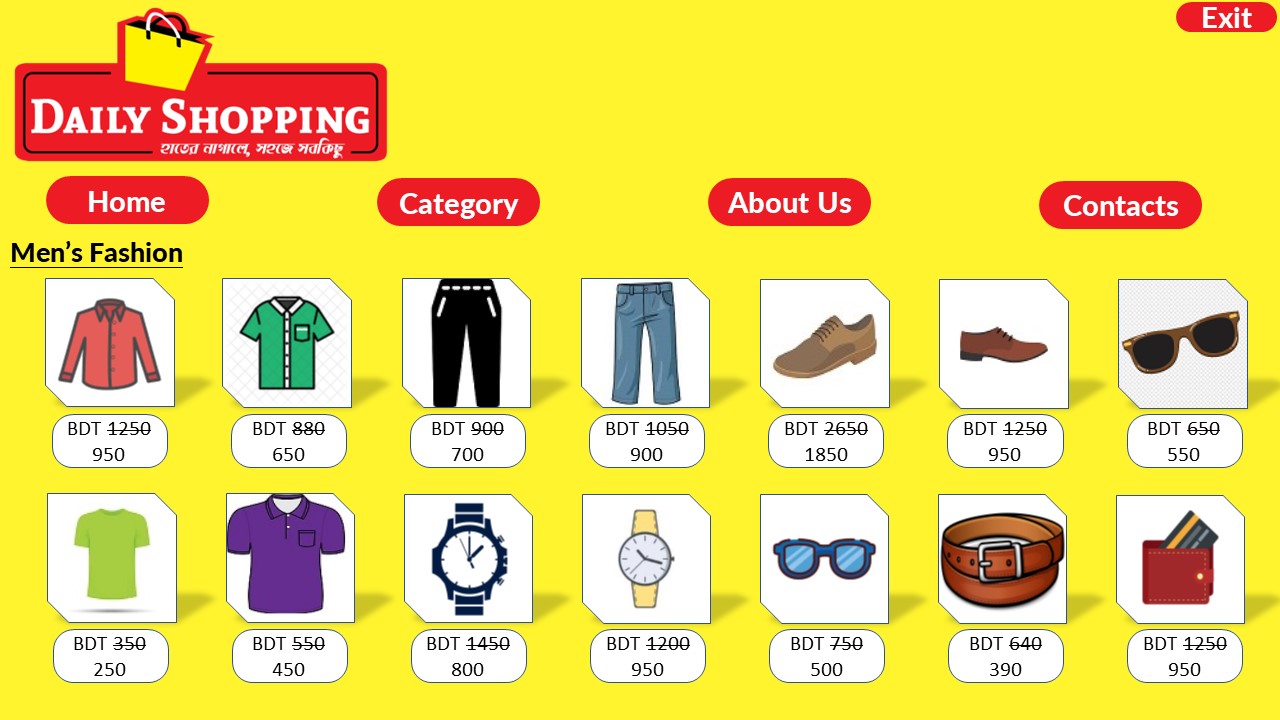 Exit
DAILY SHOPPING
হাতের নাগালে, সহজে সবকিছু
Home
Category
About Us
Contacts
Men’s Fashion
BDT 1250
950
BDT 880
650
BDT 900
700
BDT 1050
900
BDT 2650
1850
BDT 1250
950
BDT 650
550
BDT 350
250
BDT 550
450
BDT 1450
800
BDT 1200
950
BDT 750
500
BDT 640
390
BDT 1250
950